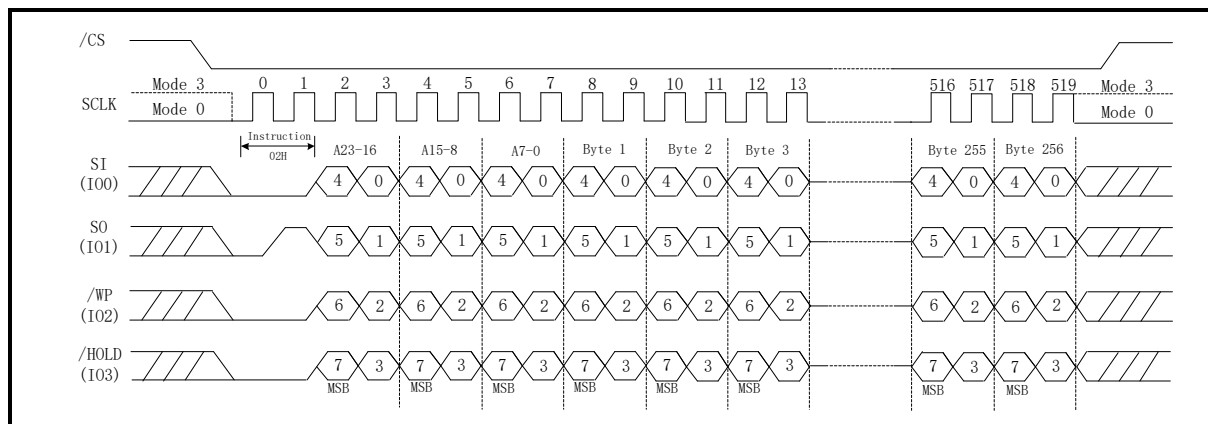 /CS
Mode 3 0 1 2 3 4 5 6 7 8 9 10 11 12 13 516 517 518 519 Mode 3
SCLK
Mode 0 Mode 0
Instruction
02H A23-16 A15-8 A7-0 Byte 1 Byte 2 Byte 3 Byte 255 Byte 256
SI
(IO0) 4 0 4 0 4 0 4 0 4 0 4 0 4 0 4 0
SO
(IO1) 5 1 5 1 5 1 5 1 5 1 5 1 5 1 5 1
/WP
(IO2) 6 2 6 2 6 2 6 2 6 2 6 2 6 2 6 2
/HOLD
(IO3) 7 3 7 3 7 3 7 3 7 3 7 3 7 3 7 3
MSB MSB MSB MSB MSB MSB MSB MSB